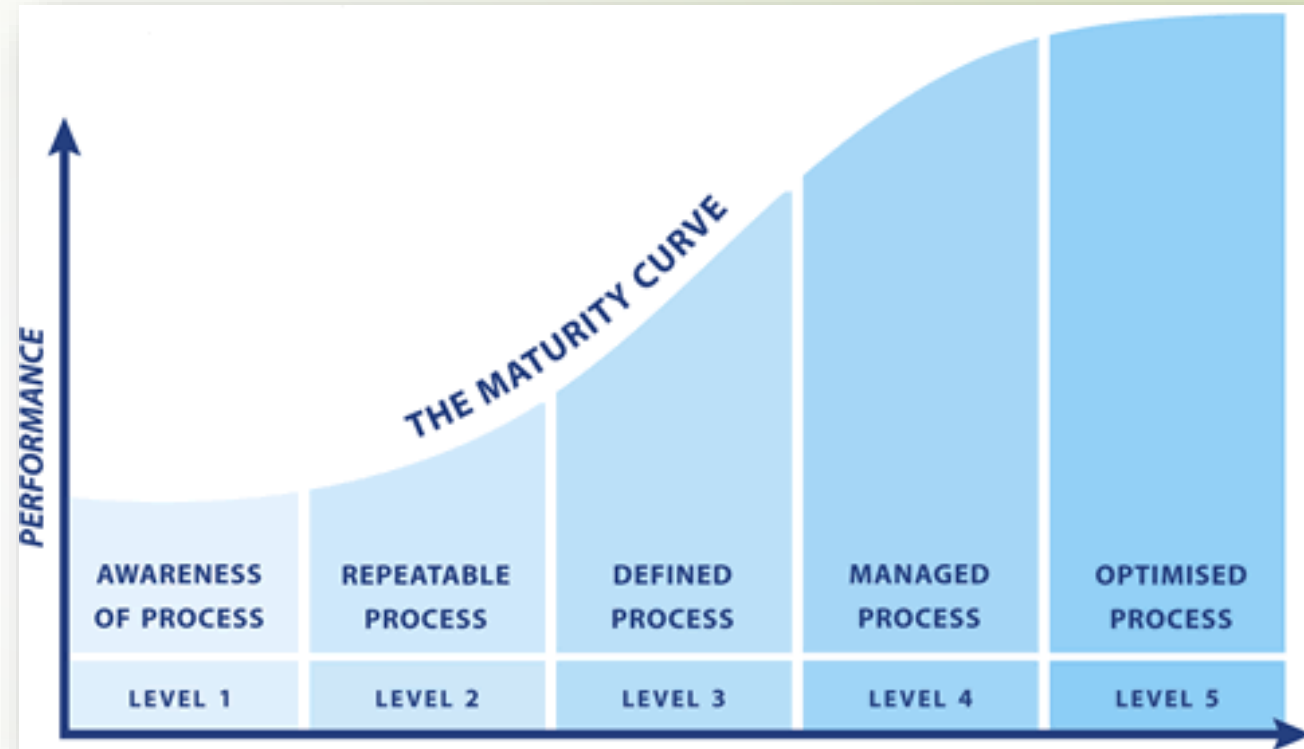 THE MATURITY CURVE
PERFORMANCE
AWARENESS
OF PROCESS
REPEATABLE
PROCESS
DEFINED
PROCESS
MANAGED
PROCESS
OPTIMISED
PROCESS
LEVEL 1
LEVEL 2
LEVEL 3
LEVEL 4
LEVEL 5